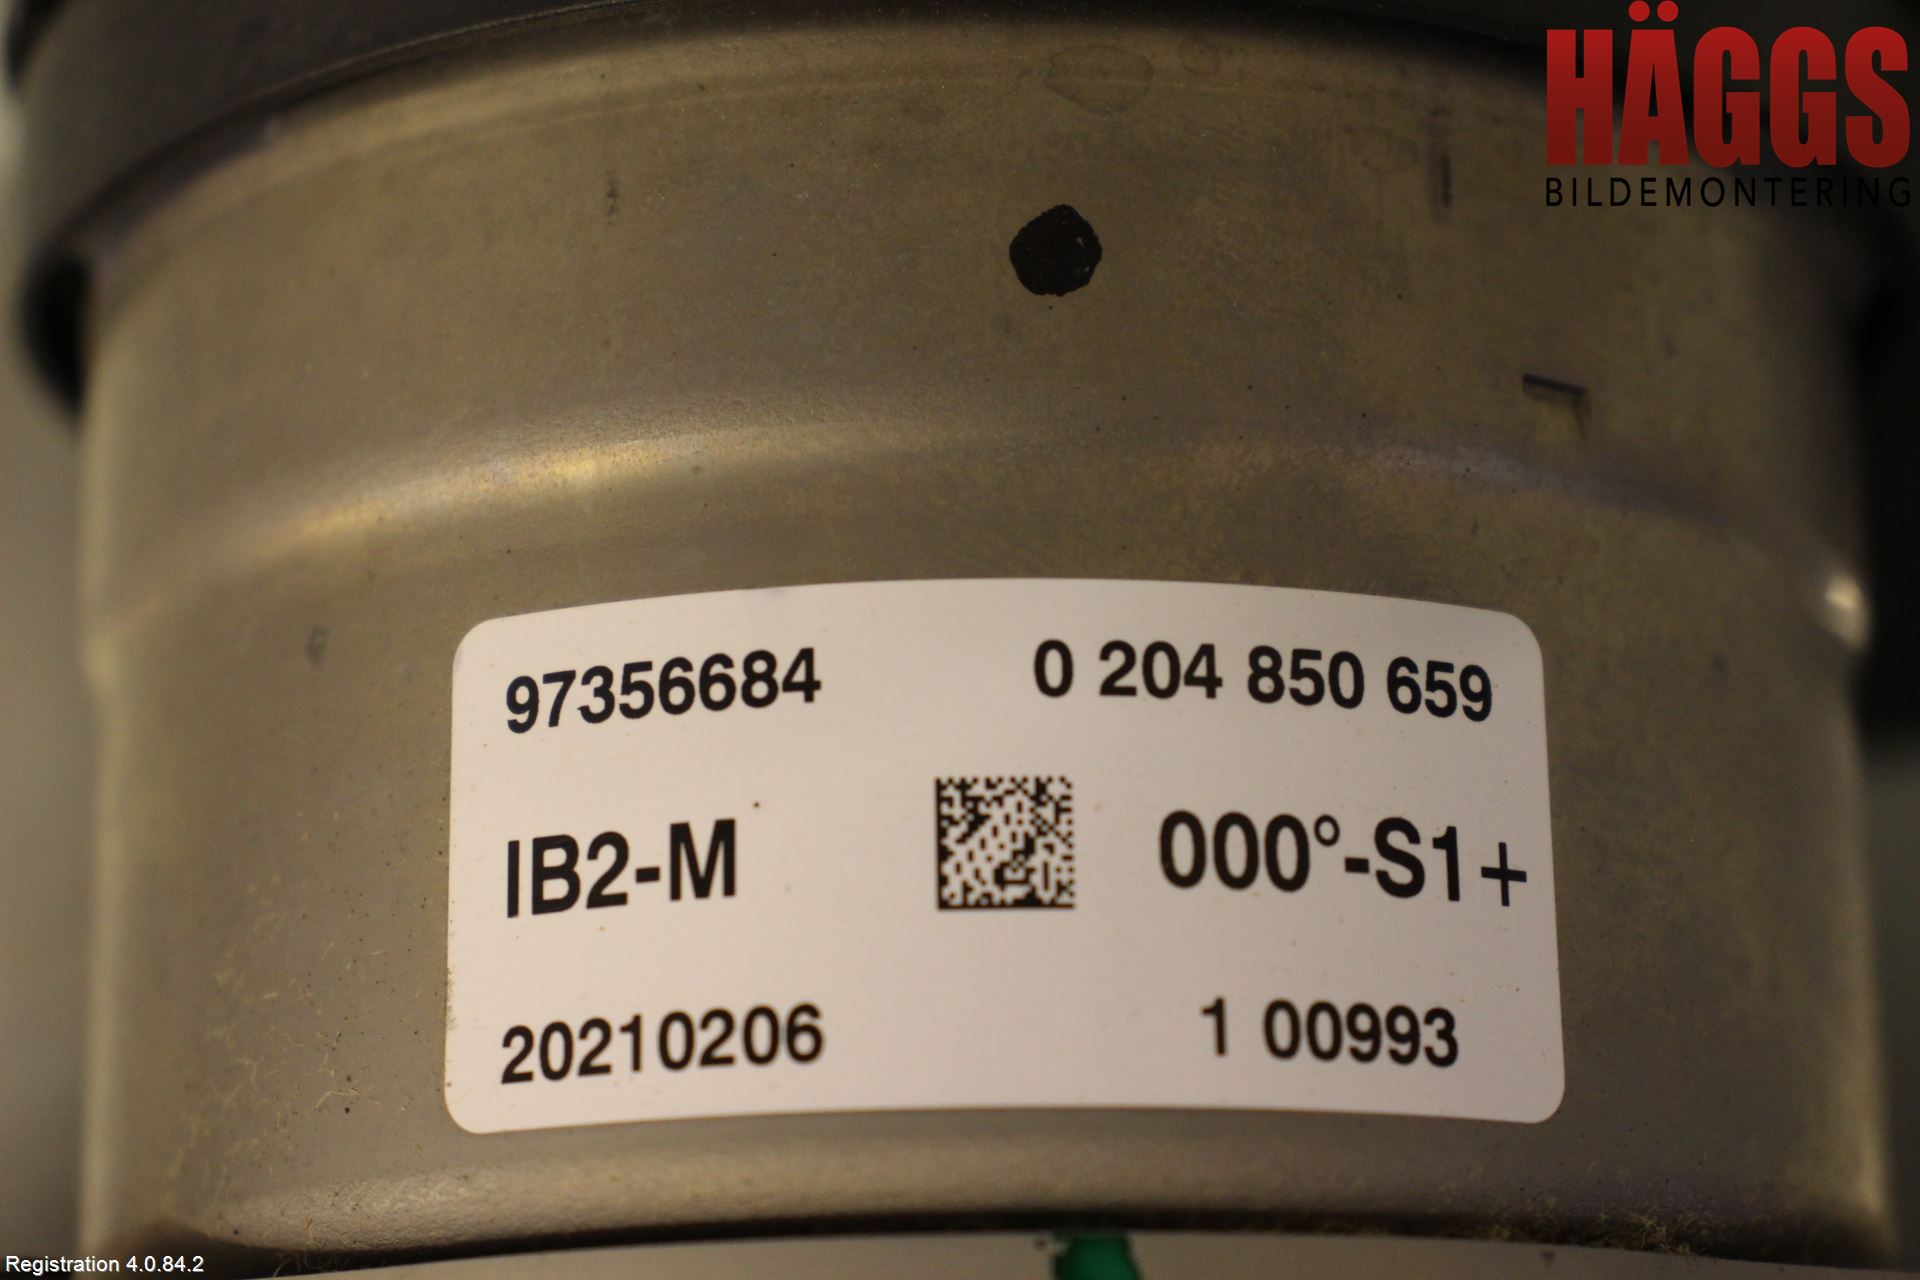 HÄGGS
BILDEMONTERING
97356684 0 204 850 659
IB2-M 000°-S1+
20210206 1 00993
Registration 4.0.84.2